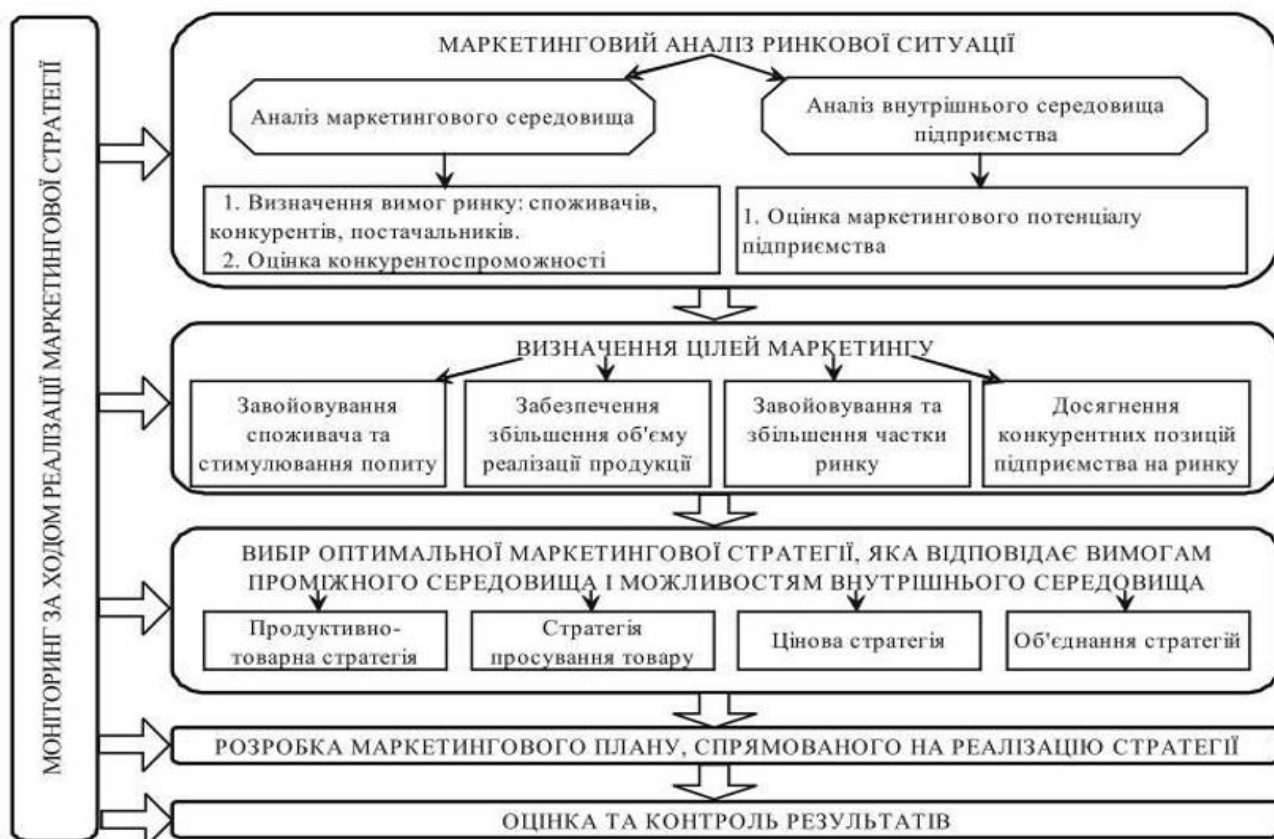 МОНІТОРИНГ ЗА ХОДОМ РЕАЛІЗАЦІЇ МАРКЕТИНГОВОЇ СТРАТЕГІЇ
МАРКЕТИНГОВИЙ АНАЛІЗ РИНКОВОЇ СИТУАЦІЇ
Аналіз маркетингового середовища
Аналіз внутрішнього середовища
підприємства
1. Визначення вимог ринку: споживачів,
конкурентів, постачальників.
2. Оцінка конкурентоспроможності
1. Оцінка маркетингового потенціалу
підприємства
ВИЗНАЧЕННЯ ЦІЛЕЙ МАРКЕТИНГУ
Завойовування
споживача та
стимулювання попиту
Забезпечення
збільшення об'єму
реалізації продукції
Завойовування та
збільшення частки
ринку
Досягнення
конкурентних позицій
підприємства на ринку
ВИБІР ОПТИМАЛЬНОЇ МАРКЕТИНГОВОЇ СТРАТЕГІЇ, ЯКА ВІДПОВІДАЄ ВИМОГАМ
ПРОМІЖНОГО СЕРЕДОВИЩА І МОЖЛИВОСТЯМ ВНУТРІШНЬОГО СЕРЕДОВИЩА
Продуктивно-
товарна стратегія
Стратегія
просування товару
Цінова стратегія
Об'єднання стратегій
РОЗРОБКА МАРКЕТИНГОВОГО ПЛАНУ, СПРЯМОВАНОГО НА РЕАЛІЗАЦІЮ СТРАТЕГІЇ
ОЦІНКА ТА КОНТРОЛЬ РЕЗУЛЬТАТІВ